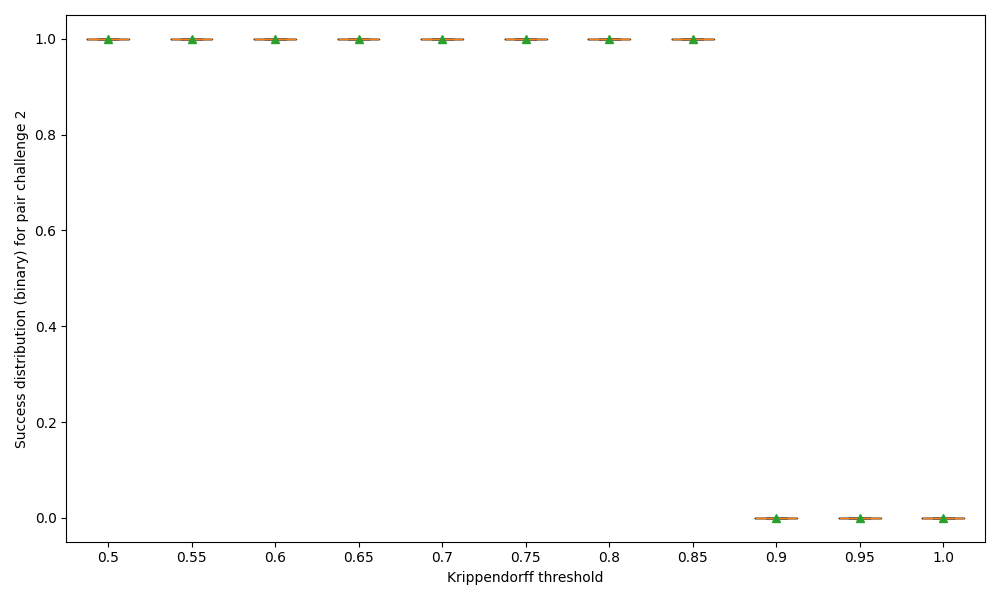 Success distribution (binary) for pair challenge 2
1.0
0.8
0.6
0.4
0.2
0.0
0.5 0.55 0.6 0.65 0.7 0.75 0.8 0.85 0.9 0.95 1.0
Krippendorff threshold